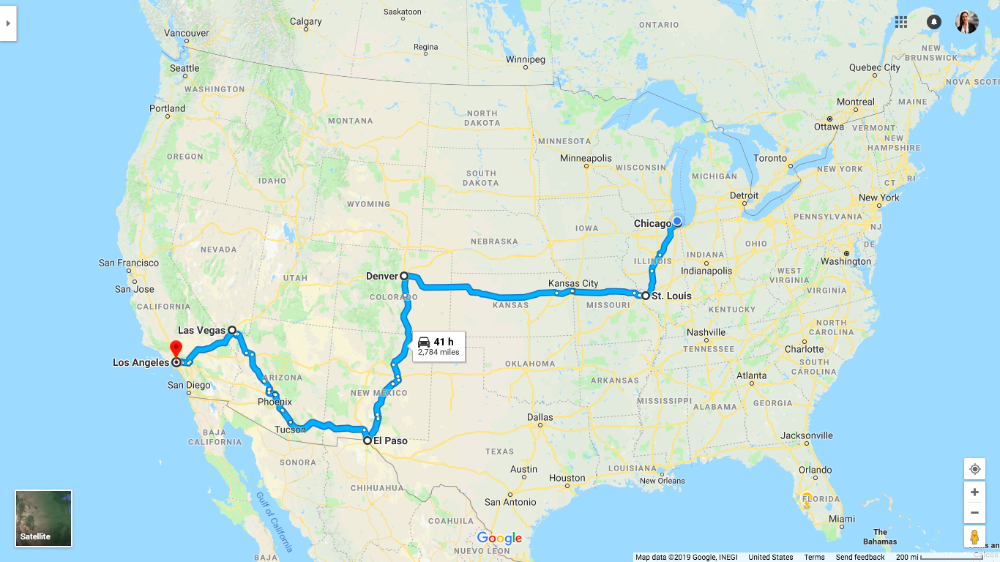 Saskatoon
Calgary
ONTARIO
Vancouver
Regina
NEW
BRUNSWICK
Winnipeg
Seattle
Quebec City
WASHINGTON
NOVA SCOTI
Montreal
MAINE
Portland
NORTH
DAKOTA
MONTANA
Ottawa
VERMONT
MINNESOTA
NEW
HAMPSHIRE
OREGON
Minneapolis
Toronto
WISCONSIN
NEW YORK
SOUTH
DAKOTA
MICHIGAN
CT
RI
IDAHO
Detroit
New York
WYOMING
PENNSYLVANIA
Chicago
IOWA
NJ
NEBRASKA
OHIO
DE
NEVADA
INDIANA
San Francisco
ILLINOIS
Washington
Indianapolis
Denver
UTAH
WEST
VIRGINIA
Kansas City
San Jose
VIRGINIA
COLORADO
St. Louis
CALIFORNIA
KANSAS
MISSOURI
KENTUCKY
NORTH
CAROLINA
Las Vegas
Nashville
41 h
2,784 miles
TENNESSEE
Charlotte
Los Angeles
OKLAHOMA
SOUTH
CAROLINA
ARIZONA
Atlanta
San Diego
ARKANSAS
NEW MEXICO
Phoenix
MISSISSIPPI
ALABAMA
GEORGIA
Dallas
Tucson
BAJA
CALIFORNIA
El Paso
Jacksonville
TEXAS
SONORA
Austin
LOUISIANA
Orlando
Houston
New Orleans
CHIHUAHUA
San Antonio
FLORIDA
Gulf of California
Miami
COAHUILA
Satellite
The
Bahamas
Google
NUEVO LEON
BAJA
Map data ©2019 Google, INEGI United States Terms Send feedback 200 mi